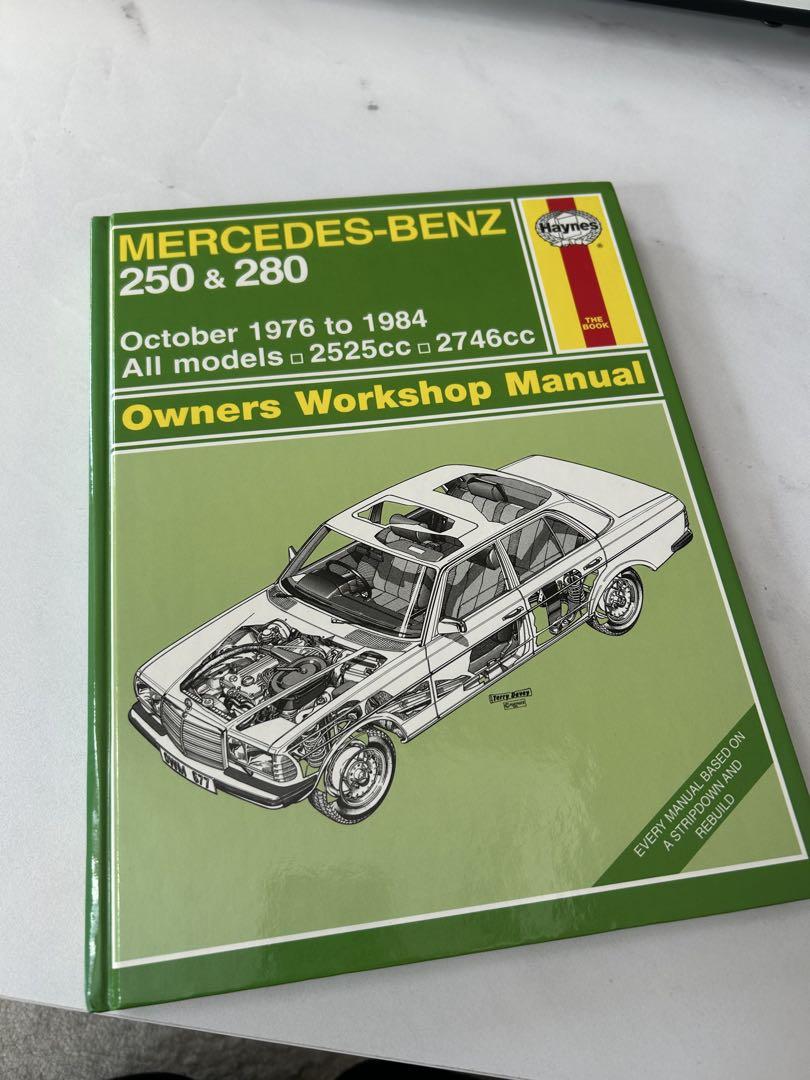 MERCEDES-BENZ
250 & 280
October 1976 to 1984
All models □ 2525cc □ 2746cc
Haynes
®
THE
BOOK
Owners Workshop Manual
Terry Davey
EVERY MANUAL BASED ON
A STRIPDOWN AND
REBUILD